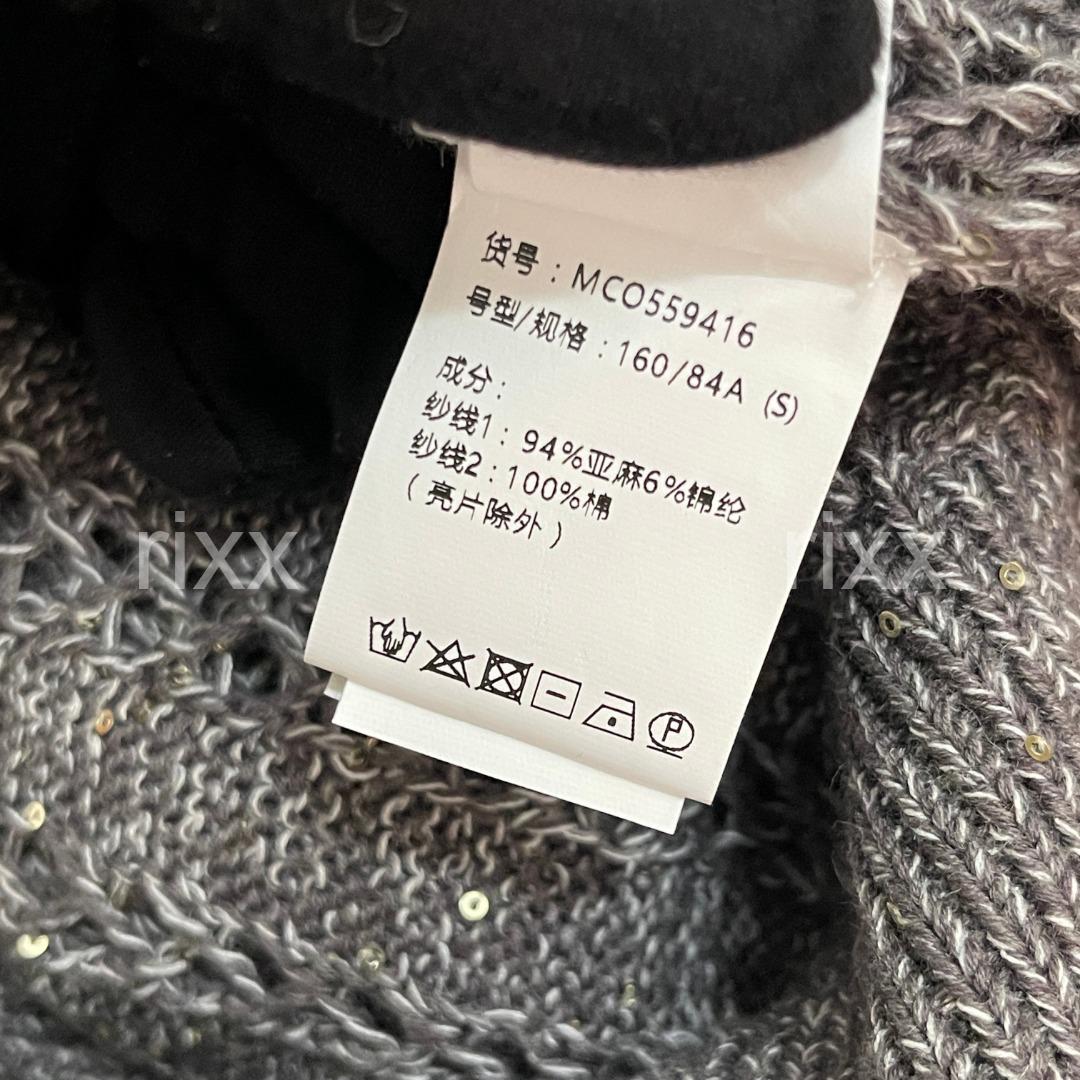 货号：MCO559416
号型/规格：160/84A (S)
成分：
纱线1：94%亚麻6%锦纶
纱线2：100%棉
（亮片除外）
P
rixx rixx